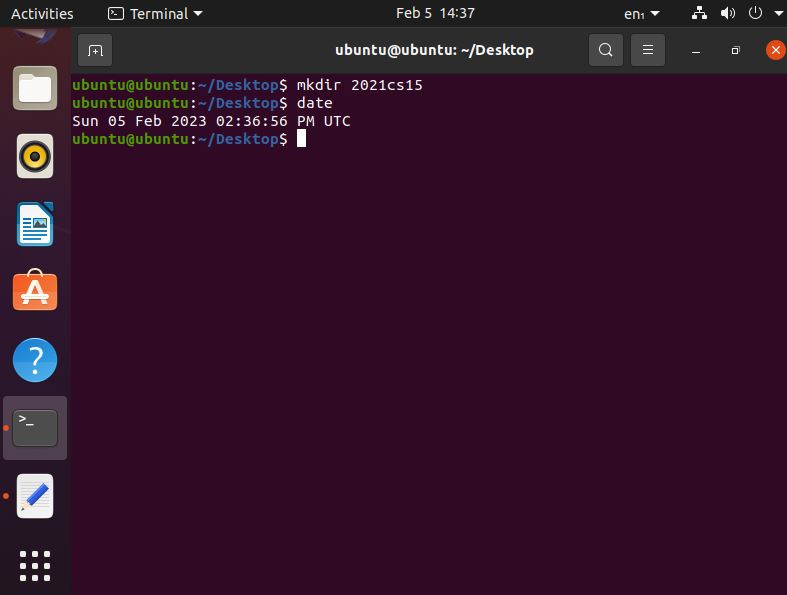 Activities Terminal Feb 5 14:37 en₁
ubuntu@ubuntu: ~/Desktop
ubuntu@ubuntu:~/Desktop$ mkdir 2021cs15
ubuntu@ubuntu:~/Desktop$ date
Sun 05 Feb 2023 02:36:56 PM UTC
ubuntu@ubuntu:~/Desktop$